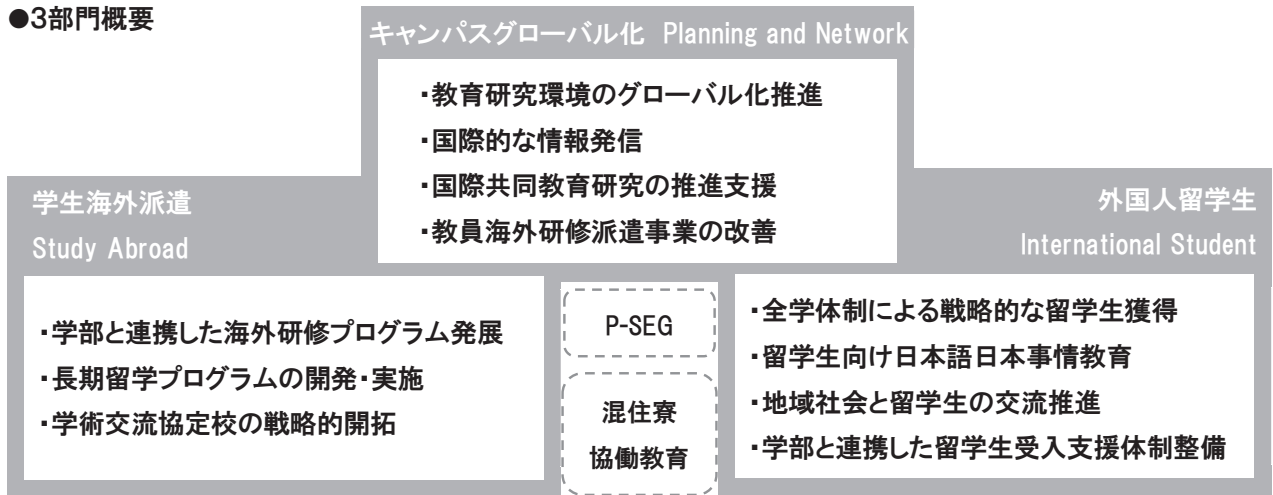 ●3部門概要
キャンパスグローバル化 Planning and Network
・教育研究環境のグローバル化推進
・国際的な情報発信
・国際共同教育研究の推進支援
・教員海外研修派遣事業の改善
学生海外派遣
Study Abroad
・学部と連携した海外研修プログラム発展
・長期留学プログラムの開発・実施
・学術交流協定校の戦略的開拓
P-SEG
混住寮
協働教育
外国人留学生
International Student
・全学体制による戦略的な留学生獲得
・留学生向け日本語日本事情教育
・地域社会と留学生の交流推進
・学部と連携した留学生受入支援体制整備